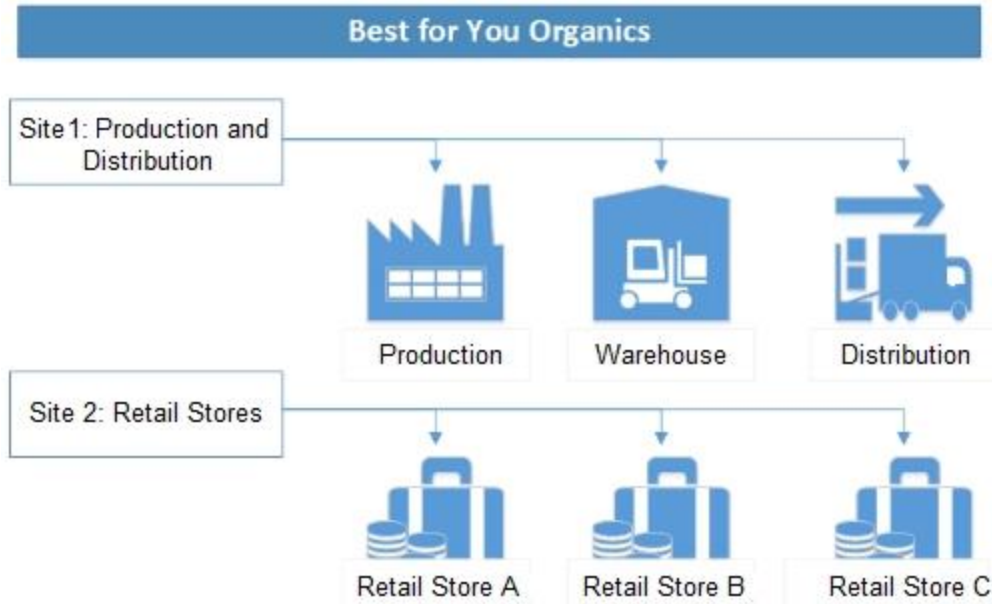 Best for You Organics
Site1: Production and
Distribution
Production
Warehouse
Distribution
Site 2: Retail Stores
Retail Store A
Retail Store B
Retail Store C